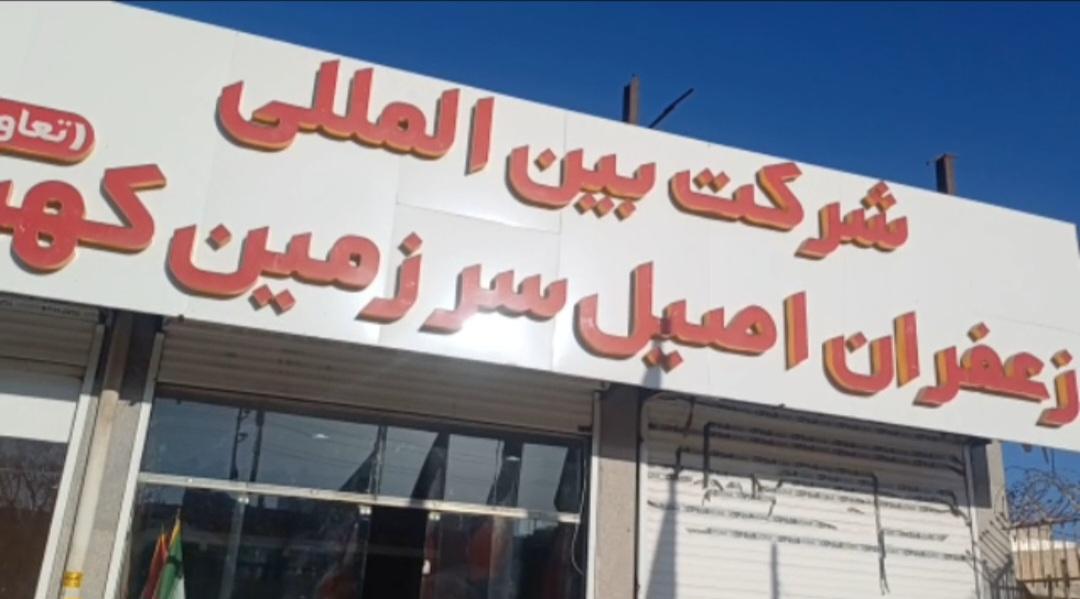 شرکت بین المللی
زعفران اصیل سرزمین